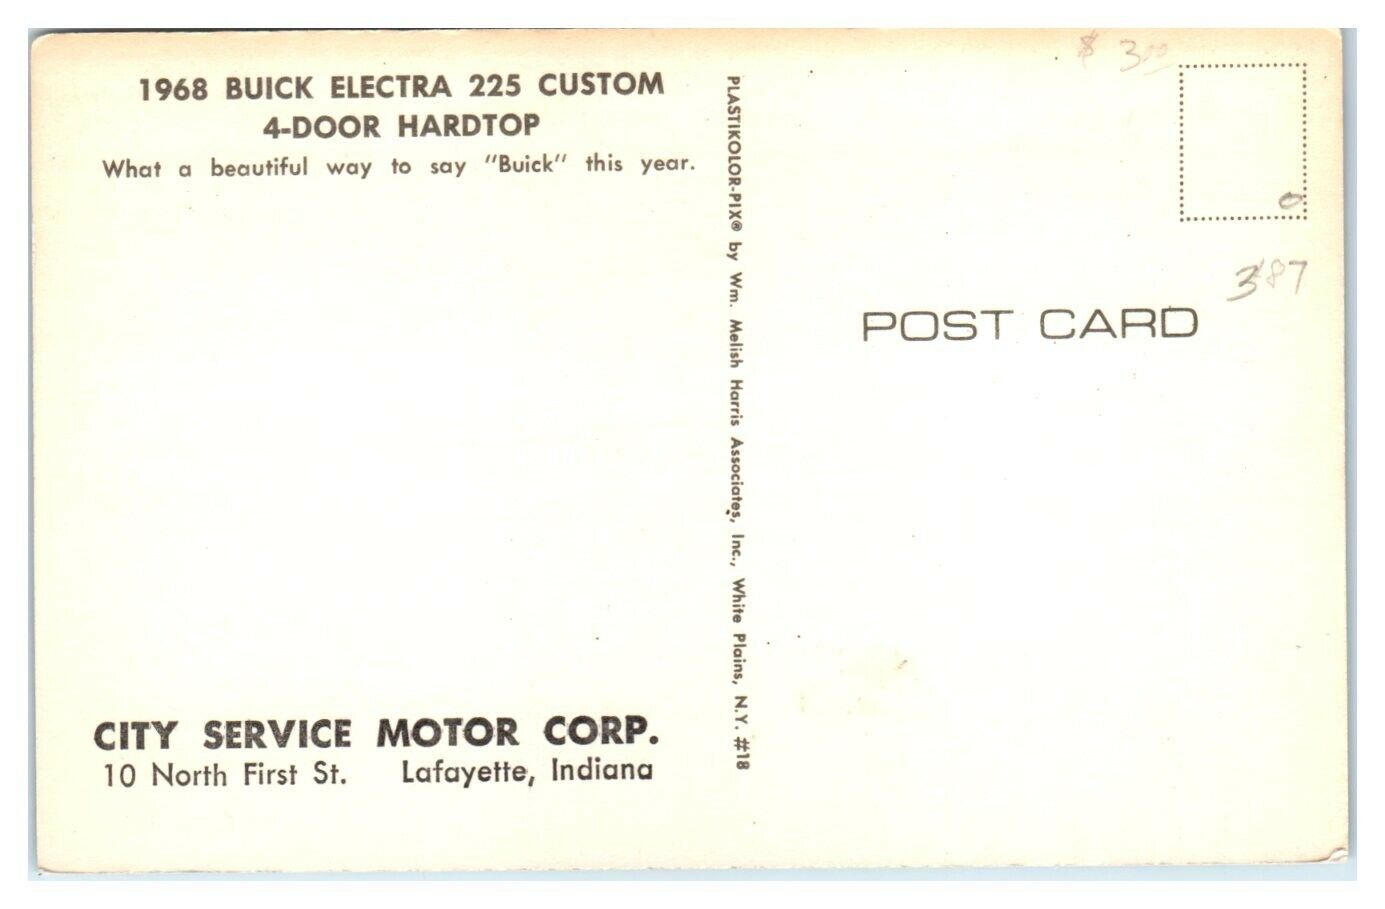 1968 BUICK ELECTRA 225 CUSTOM
4-DOOR HARDTOP
What a beautiful way to say "Buick" this year.
CITY SERVICE MOTOR CORP.
10 North First St. Lafayette, Indiana
PLASTIKOLOR-PIX® by Wm. Melish Harris Associates, Inc., White Plains, N.Y. #18
$ 3.00
POST CARD